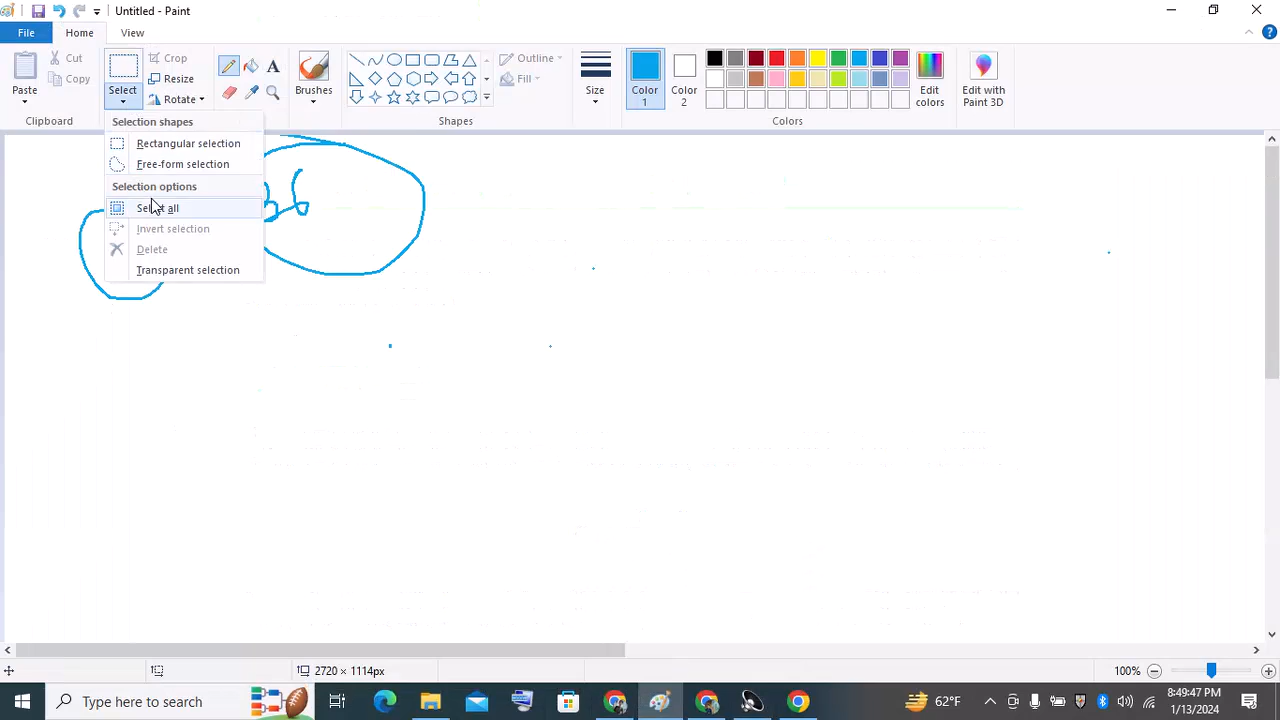 Untitled - Paint
File Home View
Paste
Cut
Copy
Clipboard
Select
Crop
Resize
Rotate
A
Brushes
Outline
Fill
Shapes
Size
Color 1
Color 2
Edit colors
Edit with Paint 3D
Colors
Selection shapes
Rectangular selection
Free-form selection
Selection options
Select all
Invert selection
Delete
Transparent selection
2720 × 1114px
100%
Type here to search
62°F
8:49:47 PM
1/13/2024